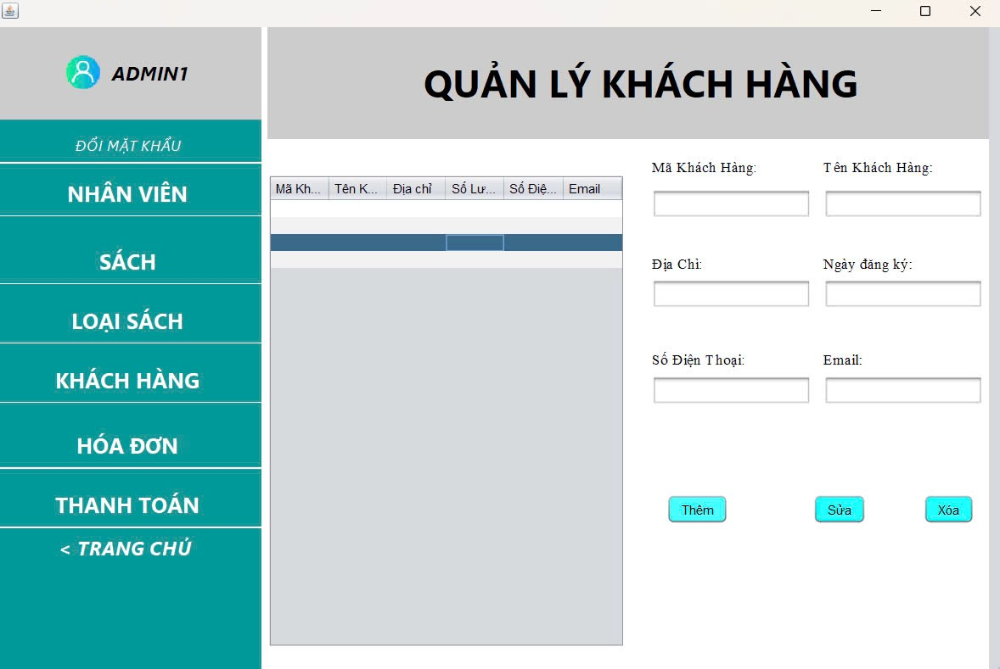 ADMIN1
ĐỔI MẶT KHẨU
NHÂN VIÊN
SÁCH
LOẠI SÁCH
KHÁCH HÀNG
HÓA ĐƠN
THANH TOÁN
< TRANG CHỦ
QUẢN LÝ KHÁCH HÀNG
Mã Kh... Tên K... Địa chỉ Số Lư... Số Điệ... Email
Mã Khách Hàng: Tên Khách Hàng:
Địa Chỉ: Ngày đăng ký:
Số Điện Thoại: Email:
Thêm Sửa Xóa